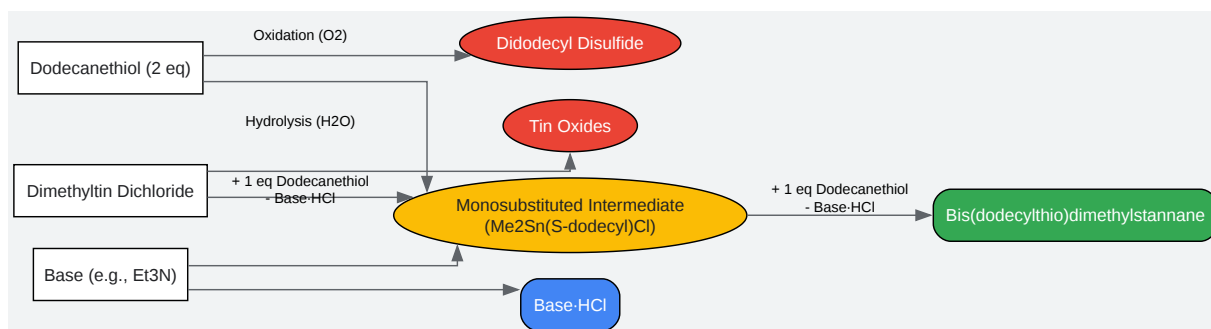 Oxidation (O2)
Didodecyl Disulfide
Dodecanethiol (2 eq)
Hydrolysis (H2O)
Tin Oxides
Dimethyltin Dichloride
+ 1 eq Dodecanethiol
- Base·HCl
Monosubstituted Intermediate
(Me2Sn(S-dodecyl)Cl)
+ 1 eq Dodecanethiol
- Base·HCl
Bis(dodecylthio)dimethylstannane
Base (e.g., Et3N)
Base·HCl